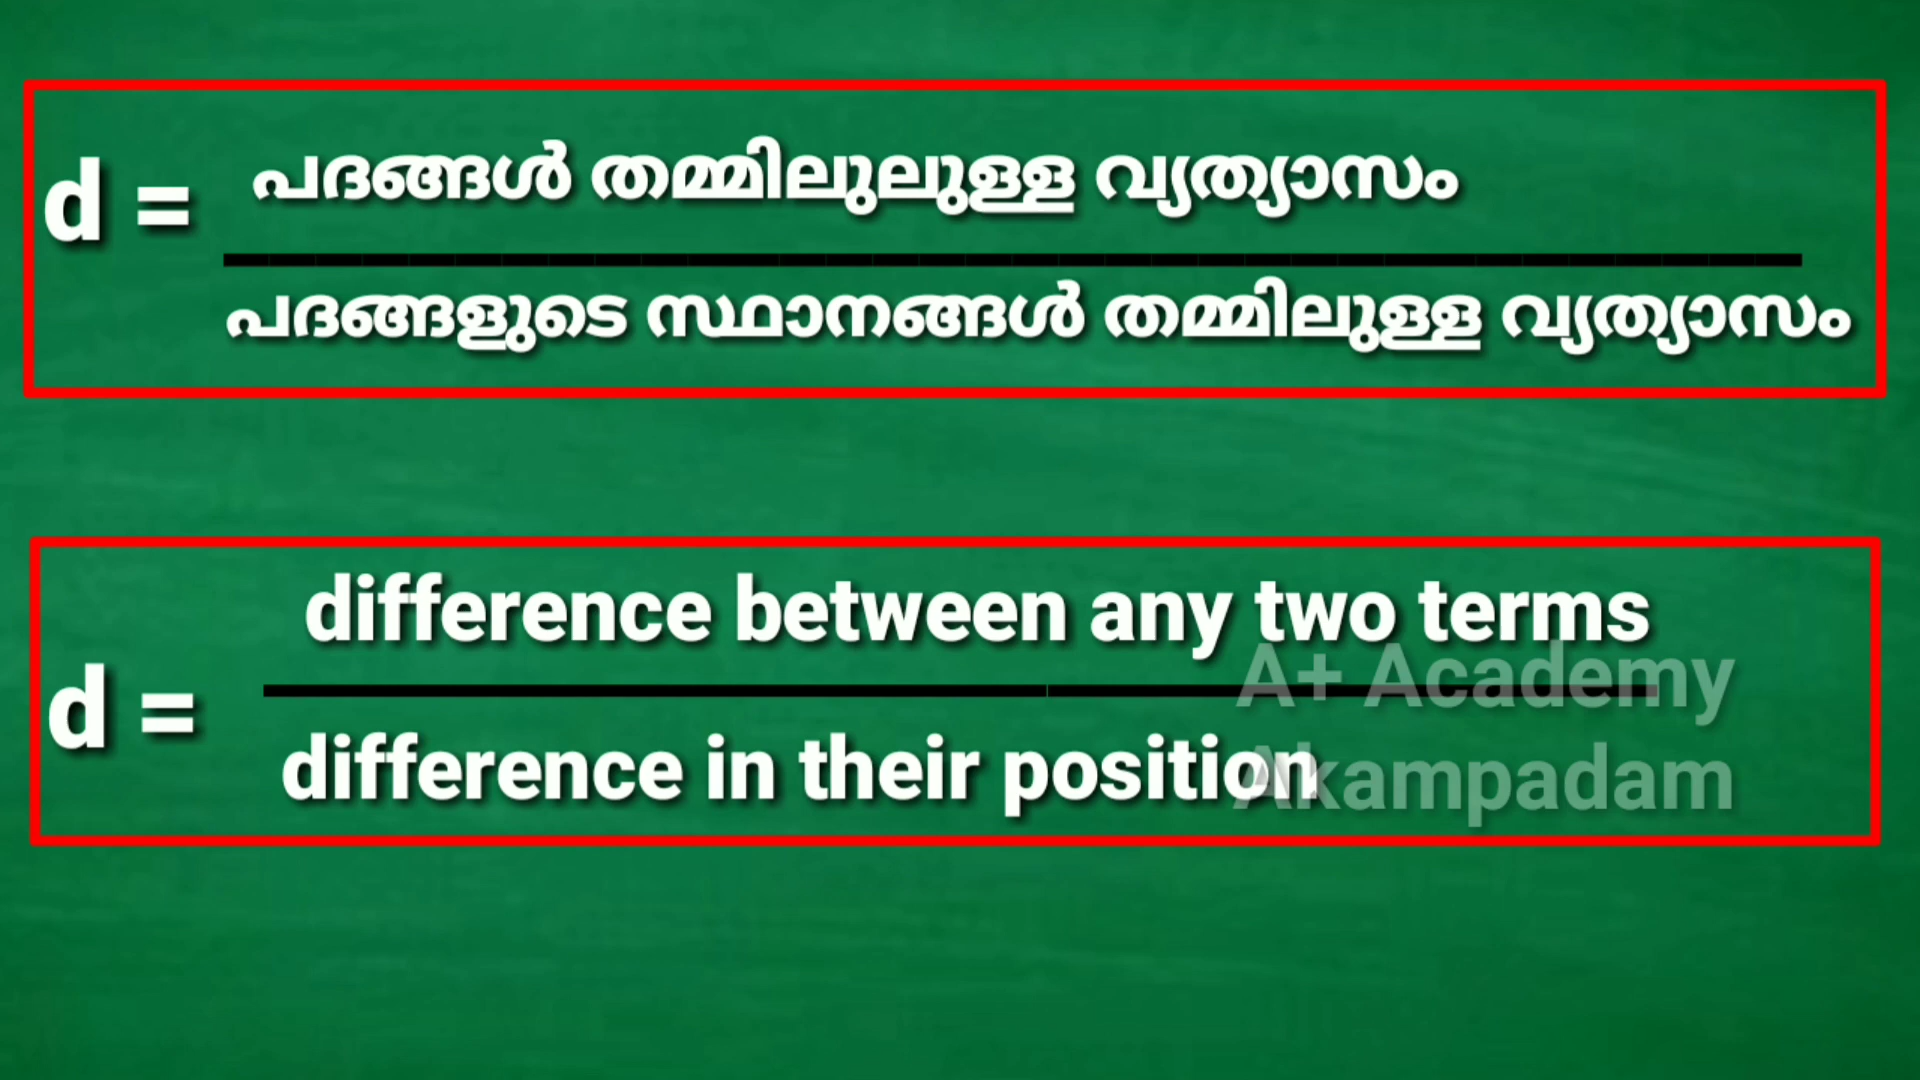 d = പദങ്ങൾ തമ്മിലുലുള്ള വ്യത്യാസം
പദങ്ങളുടെ സ്ഥാനങ്ങൾ തമ്മിലുള്ള വ്യത്യാസം
difference between any two terms
d =
difference in their position
A+ Academy
Akampadam